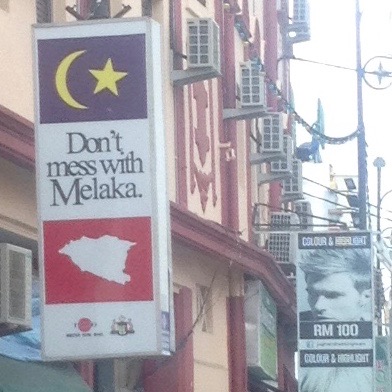 Don't
mess with
Melaka.
COLOUR & HIGHLIGHT
RM 100
COLOUR & HIGHLIGHT